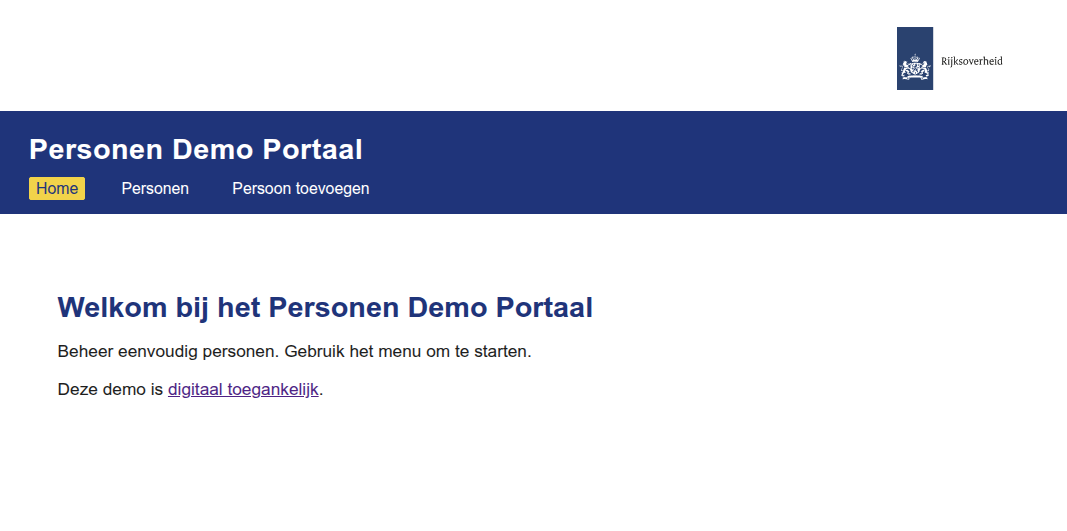 Rijksoverheid
Personen Demo Portaal
Home Personen Persoon toevoegen
Welkom bij het Personen Demo Portaal
Beheer eenvoudig personen. Gebruik het menu om te starten.
Deze demo is digitaal toegankelijk.